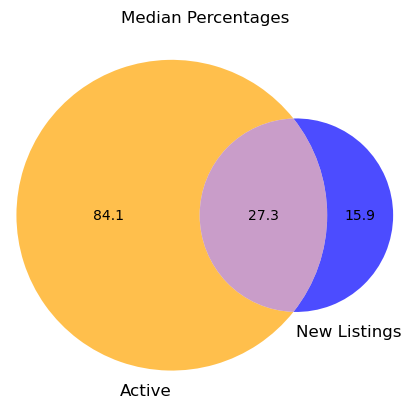 Median Percentages
84.1
27.3
15.9
New Listings
Active